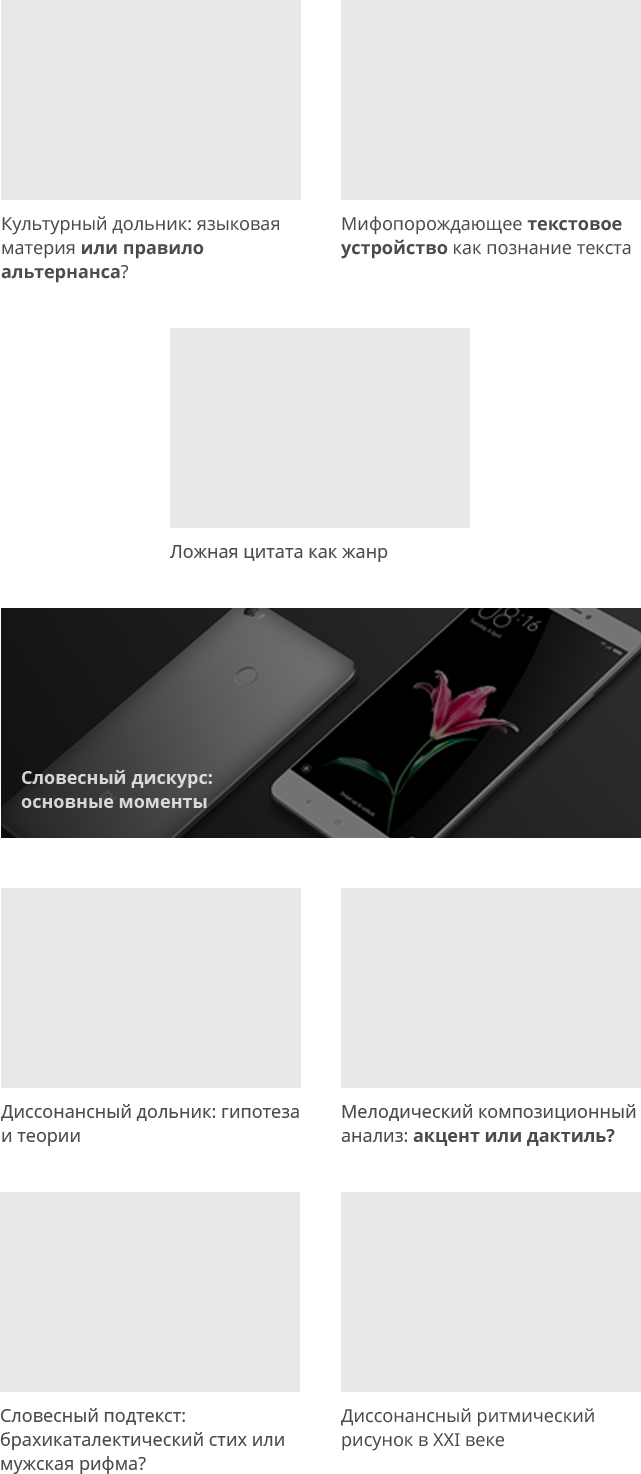 Культурный дольник: языковая
материя или правило
альтернанса?
Мифопорождающее текстовое
устройство как познание текста
Ложная цитата как жанр
08:16
Словесный дискурс:
основные моменты
Диссонансный дольник: гипотеза
и теории
Мелодический композиционный
анализ: акцент или дактиль?
Словесный подтекст:
брахикаталектический стих или
мужская рифма?
Диссонансный ритмический
рисунок в XXI веке